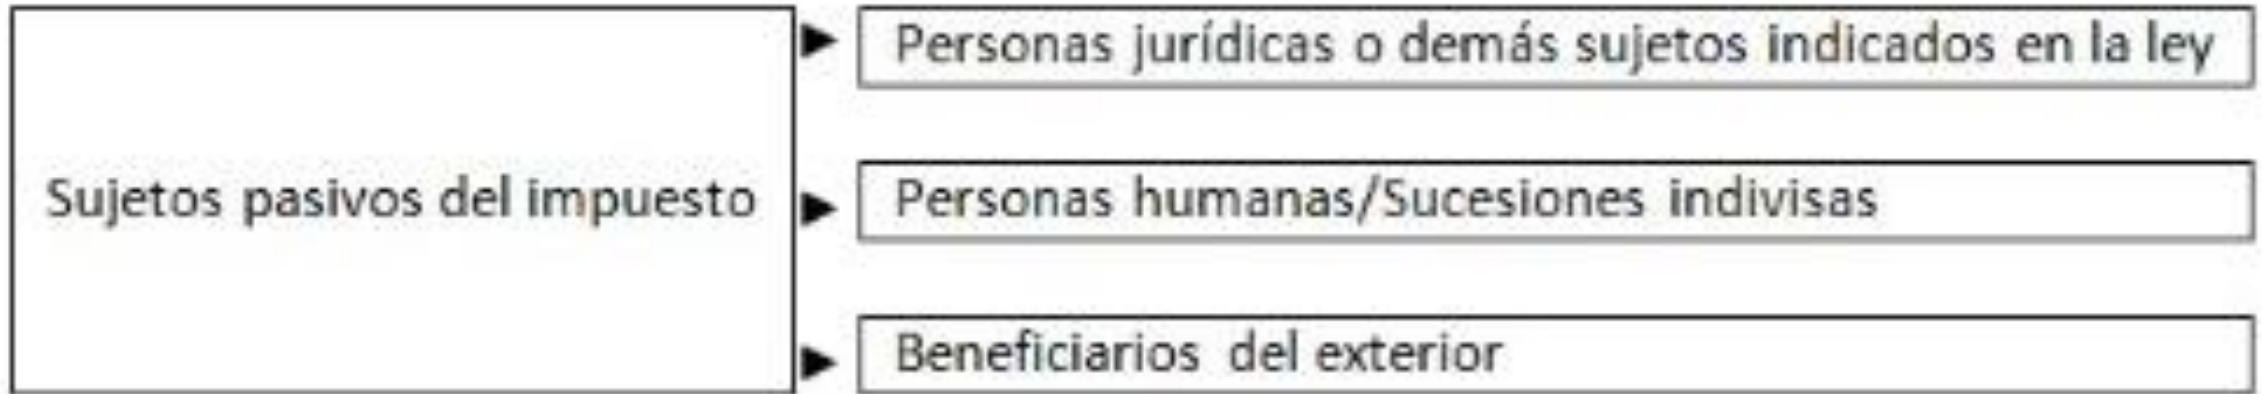 Sujetos pasivos del impuesto
Personas jurídicas o demás sujetos indicados en la ley
Personas humanas/Sucesiones indivisas
Beneficiarios del exterior